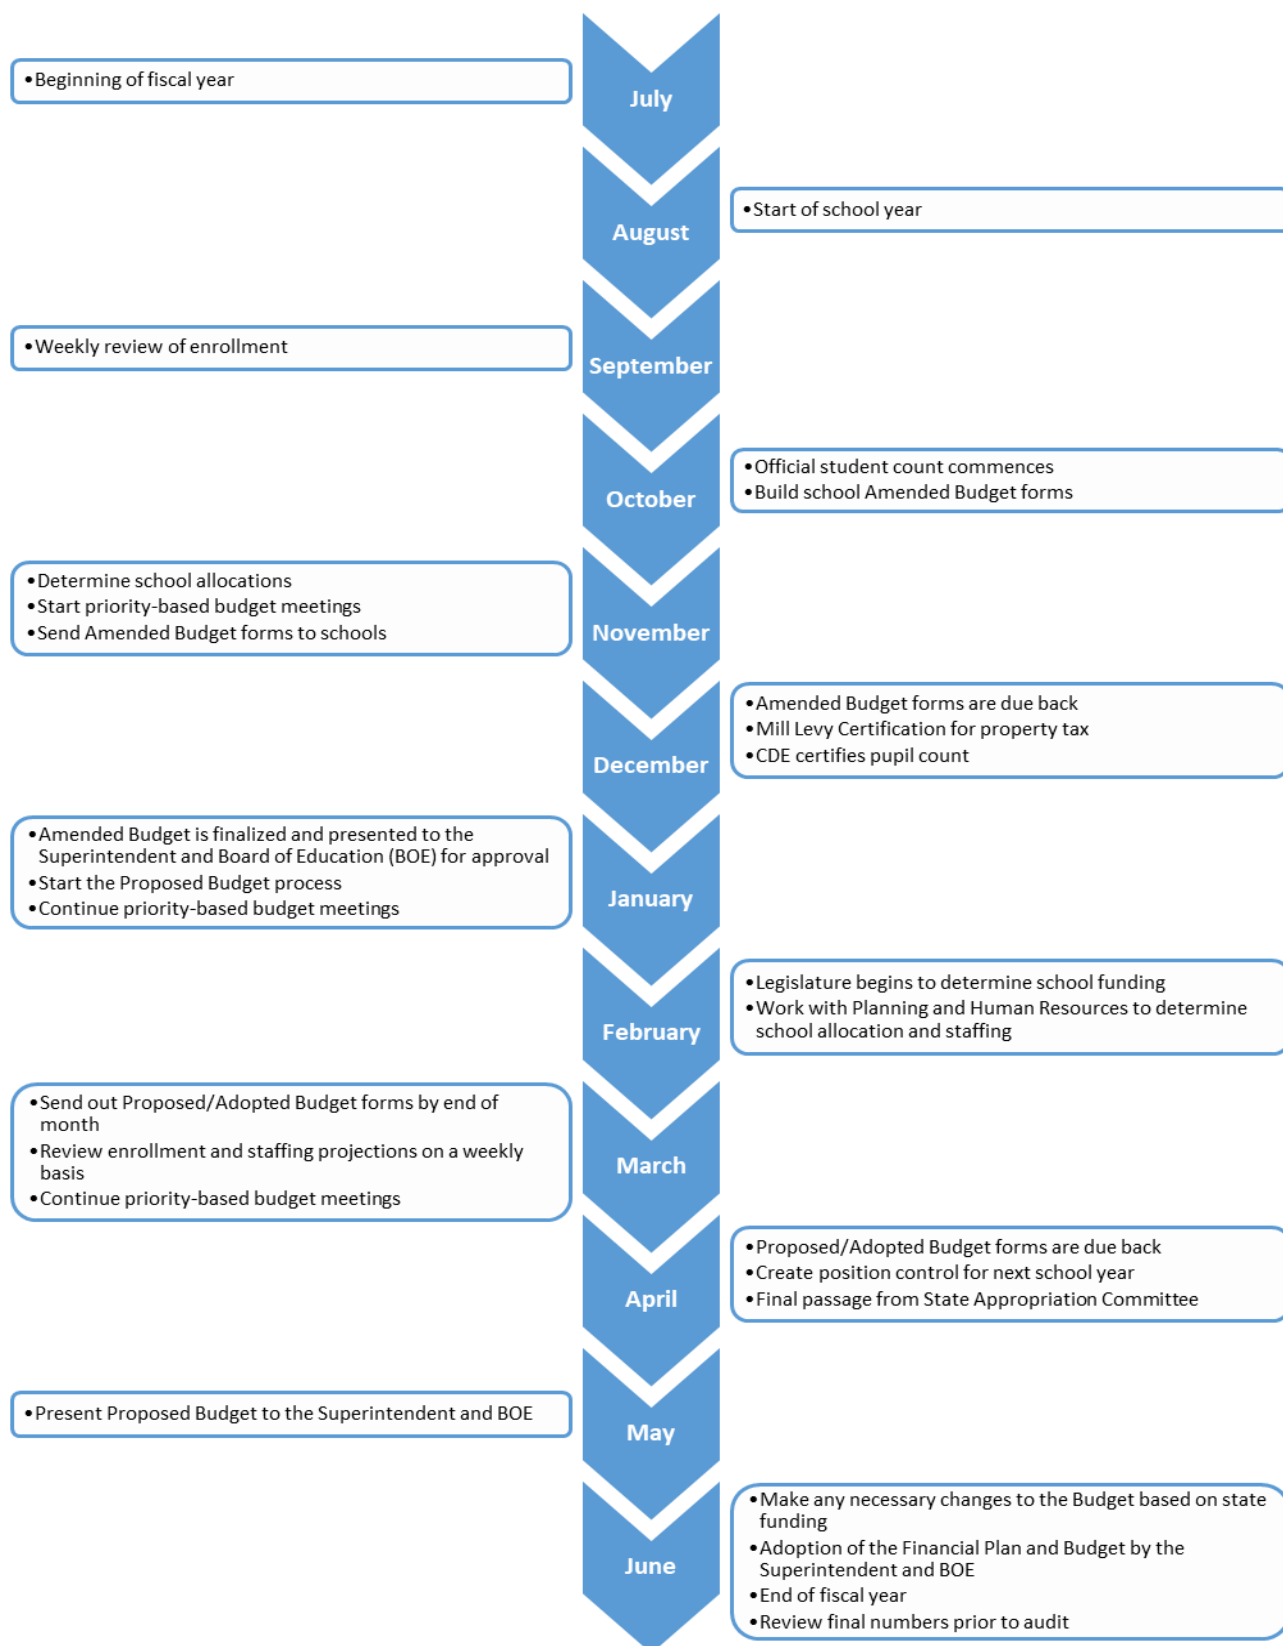 •Beginning of fiscal year
July
•Start of school year
August
•Weekly review of enrollment
September
•Official student count commences
•Build school Amended Budget forms
October
•Determine school allocations
•Start priority-based budget meetings
•Send Amended Budget forms to schools
November
•Amended Budget forms are due back
•Mill Levy Certification for property tax
•CDE certifies pupil count
December
•Amended Budget is finalized and presented to the
Superintendent and Board of Education (BOE) for approval
•Start the Proposed Budget process
•Continue priority-based budget meetings
January
•Legislature begins to determine school funding
•Work with Planning and Human Resources to determine
school allocation and staffing
February
•Send out Proposed/Adopted Budget forms by end of
month
•Review enrollment and staffing projections on a weekly
basis
•Continue priority-based budget meetings
March
•Proposed/Adopted Budget forms are due back
•Create position control for next school year
•Final passage from State Appropriation Committee
April
•Present Proposed Budget to the Superintendent and BOE
May
•Make any necessary changes to the Budget based on state
funding
•Adoption of the Financial Plan and Budget by the
Superintendent and BOE
•End of fiscal year
•Review final numbers prior to audit
June